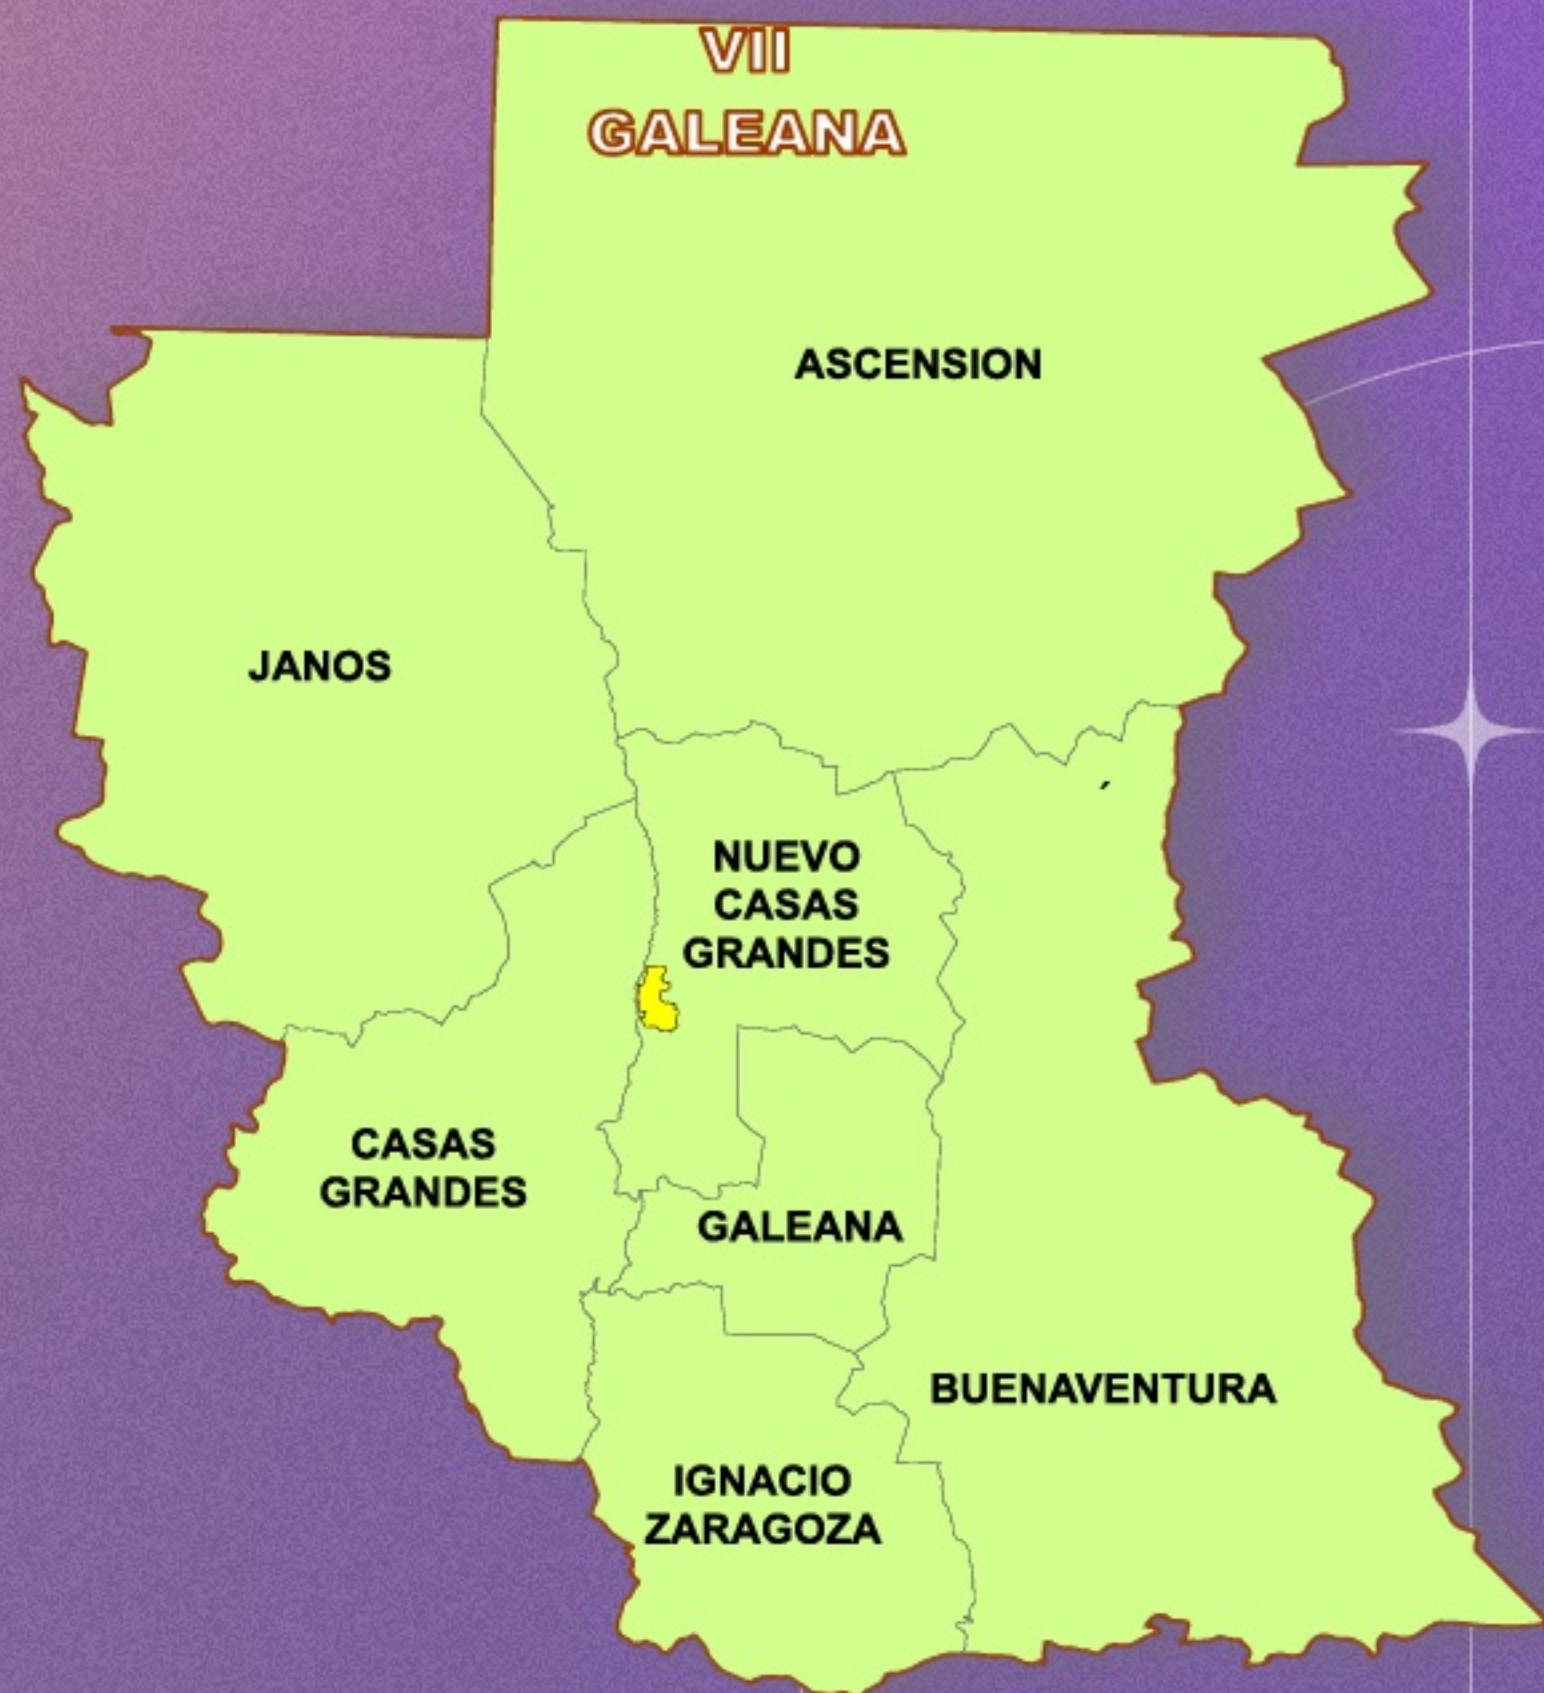 VII
GALEANA
ASCENSION
JANOS
NUEVO
CASAS
GRANDES
CASAS
GRANDES
GALEANA
BUENAVENTURA
IGNACIO
ZARAGOZA